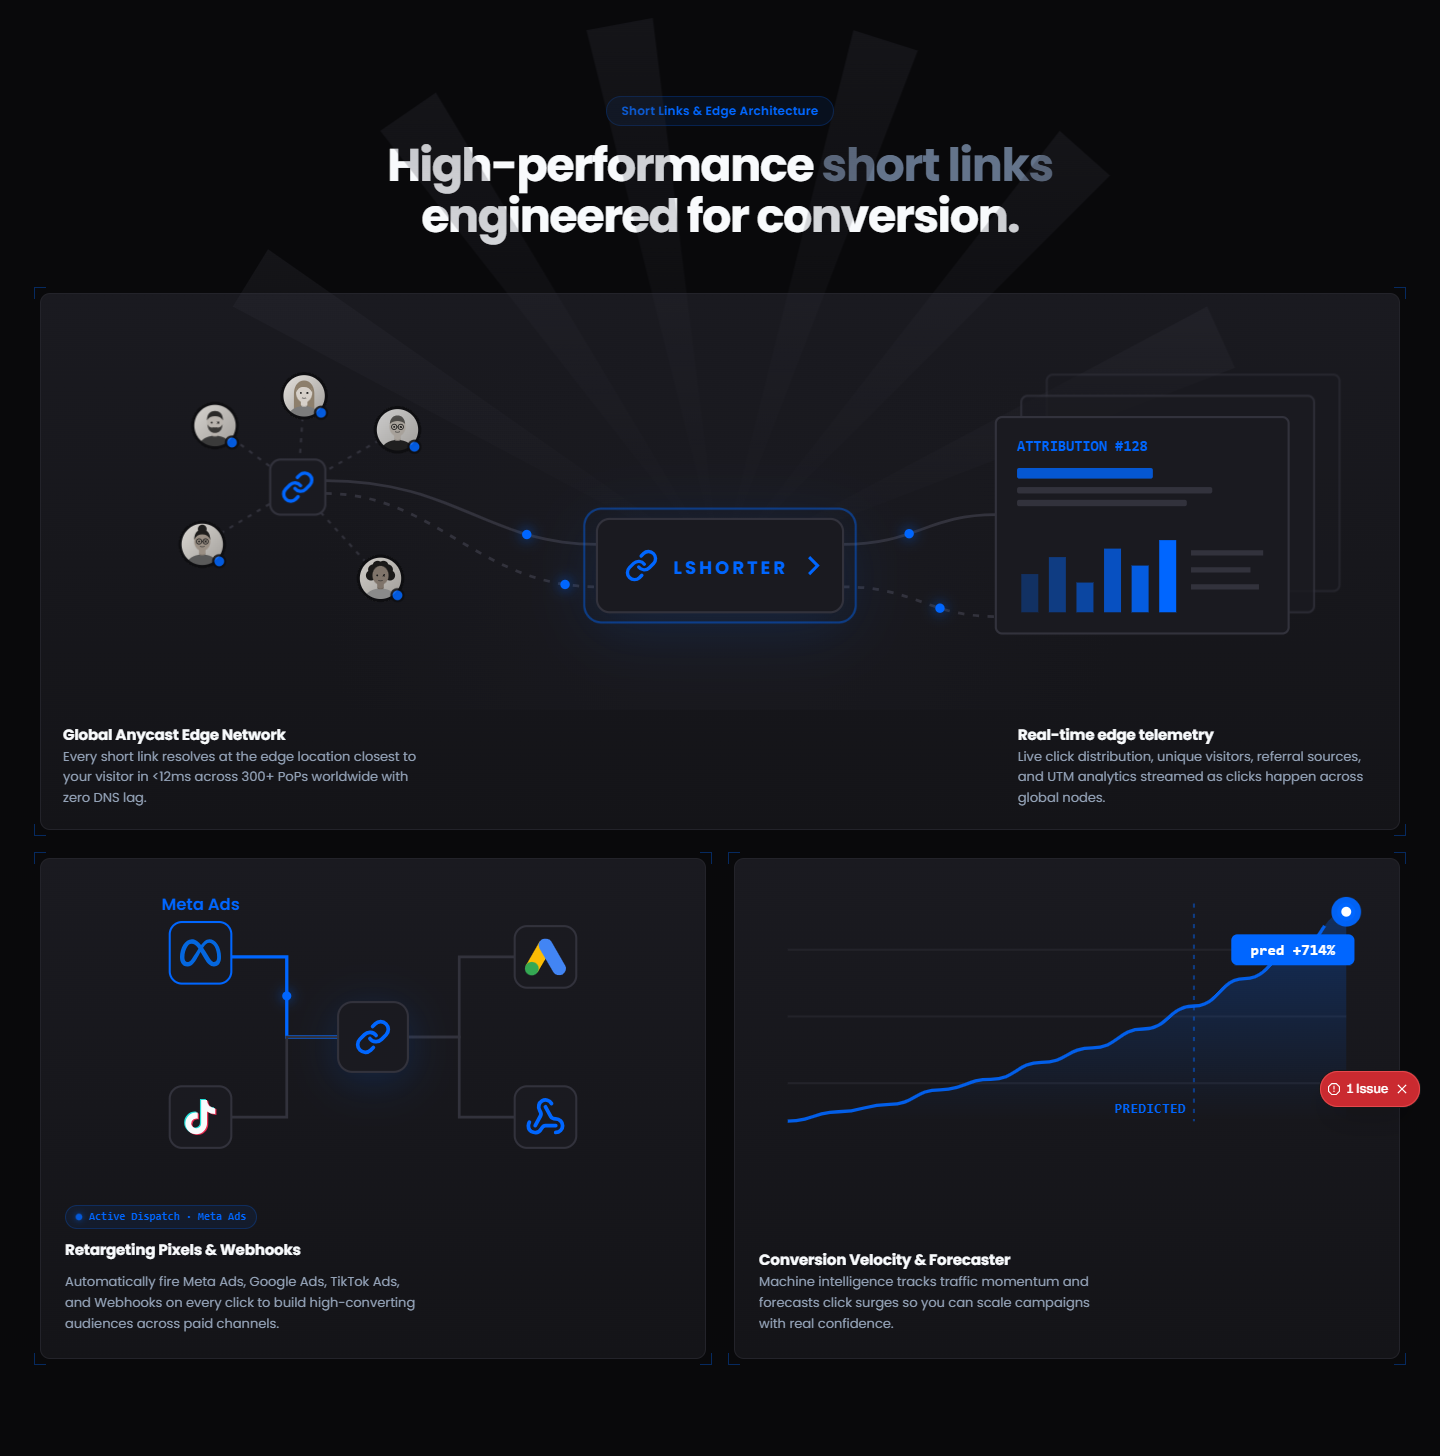 Short Links & Edge Architecture
High-performance short links
engineered for conversion.
ATTRIBUTION #128
LSHORTER
Global Anycast Edge Network
Every short link resolves at the edge location closest to
your visitor in <12ms across 300+ PoPs worldwide with
zero DNS lag.
Real-time edge telemetry
Live click distribution, unique visitors, referral sources,
and UTM analytics streamed as clicks happen across
global nodes.
Meta Ads
Active Dispatch · Meta Ads
Retargeting Pixels & Webhooks
Automatically fire Meta Ads, Google Ads, TikTok Ads,
and Webhooks on every click to build high-converting
audiences across paid channels.
pred +714%
PREDICTED
1 Issue
Conversion Velocity & Forecaster
Machine intelligence tracks traffic momentum and
forecasts click surges so you can scale campaigns
with real confidence.